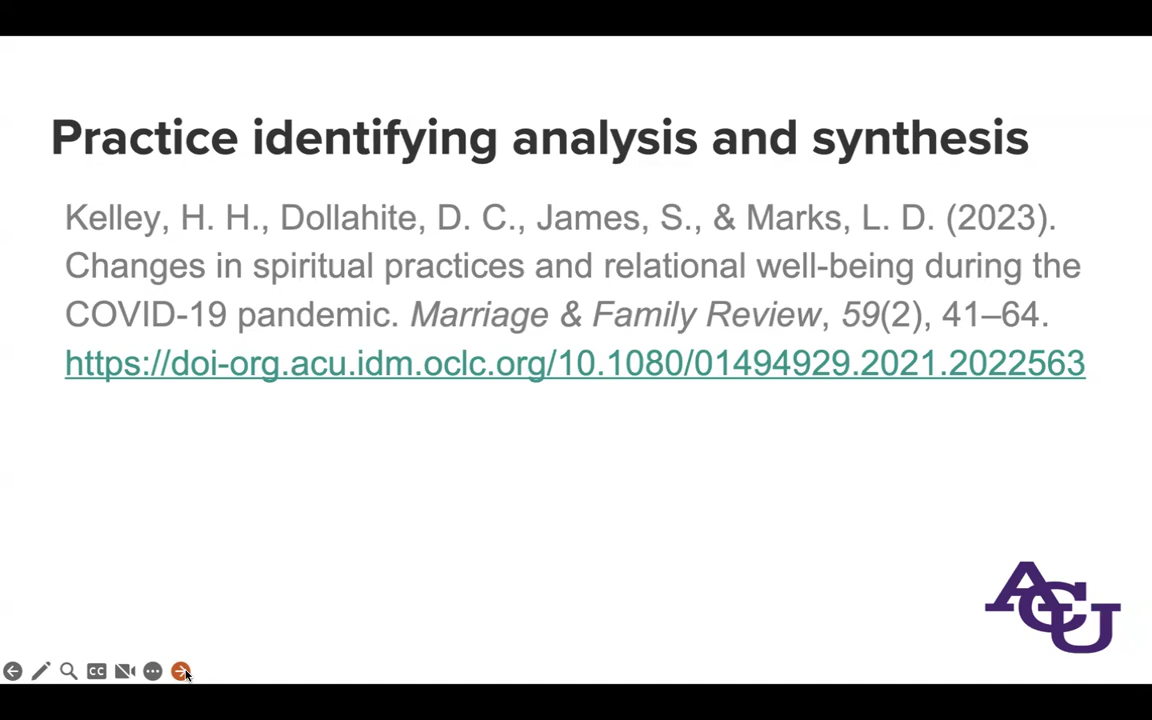 Practice identifying analysis and synthesis
Kelley, H. H., Dollahite, D. C., James, S., & Marks, L. D. (2023).
Changes in spiritual practices and relational well-being during the
COVID-19 pandemic. Marriage & Family Review, 59(2), 41–64.
https://doi-org.acu.idm.oclc.org/10.1080/01494929.2021.2022563
ACU
CC